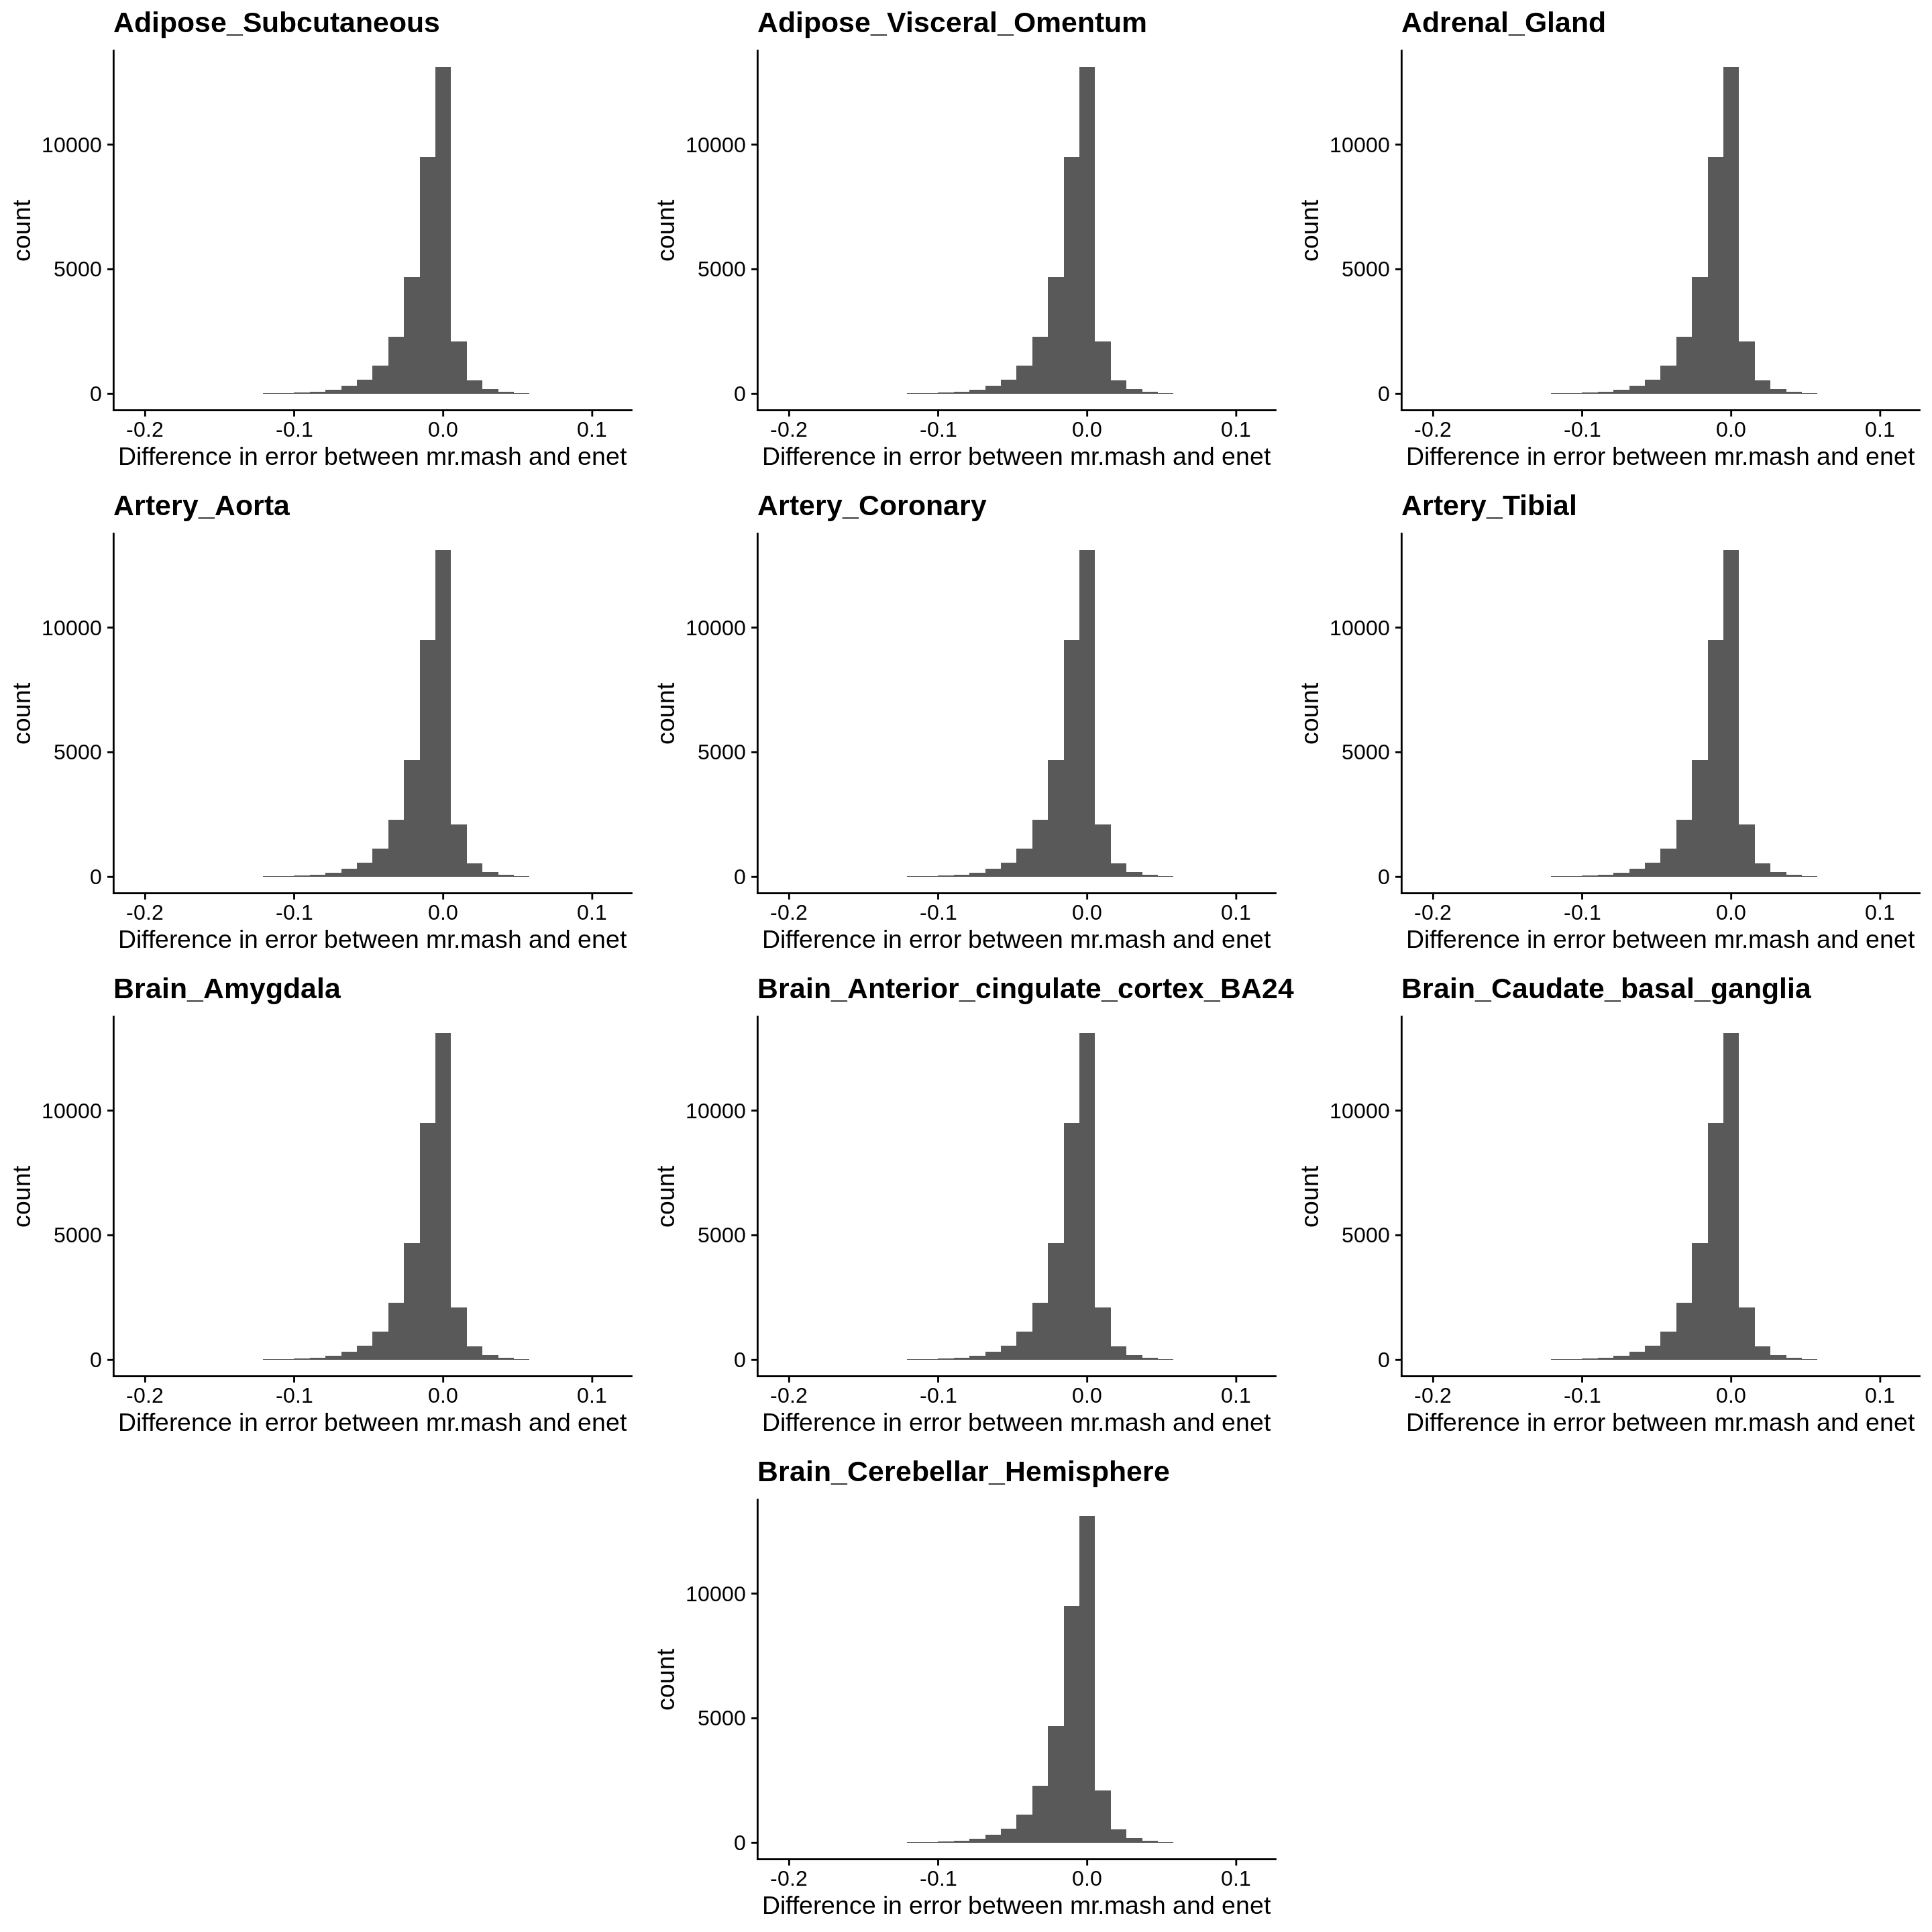 Adipose_Subcutaneous
Adipose_Visceral_Omentum
Adrenal_Gland
count
10000
5000
0
-0.2 -0.1 0.0 0.1
Difference in error between mr.mash and enet
count
10000
5000
0
-0.2 -0.1 0.0 0.1
Difference in error between mr.mash and enet
count
10000
5000
0
-0.2 -0.1 0.0 0.1
Difference in error between mr.mash and enet
Artery_Aorta
Artery_Coronary
Artery_Tibial
count
10000
5000
0
-0.2 -0.1 0.0 0.1
Difference in error between mr.mash and enet
count
10000
5000
0
-0.2 -0.1 0.0 0.1
Difference in error between mr.mash and enet
count
10000
5000
0
-0.2 -0.1 0.0 0.1
Difference in error between mr.mash and enet
Brain_Amygdala
Brain_Anterior_cingulate_cortex_BA24
Brain_Caudate_basal_ganglia
count
10000
5000
0
-0.2 -0.1 0.0 0.1
Difference in error between mr.mash and enet
count
10000
5000
0
-0.2 -0.1 0.0 0.1
Difference in error between mr.mash and enet
count
10000
5000
0
-0.2 -0.1 0.0 0.1
Difference in error between mr.mash and enet
Brain_Cerebellar_Hemisphere
count
10000
5000
0
-0.2 -0.1 0.0 0.1
Difference in error between mr.mash and enet